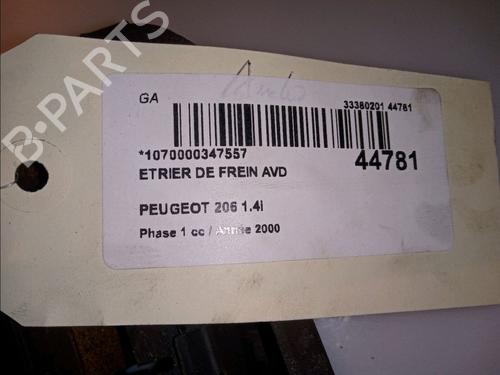 B-PARTS
GA
33380201 44781
*1070000347557
44781
ETRIER DE FREIN AVD
PEUGEOT 206 1.4i
Phase 1 cc / Année 2000